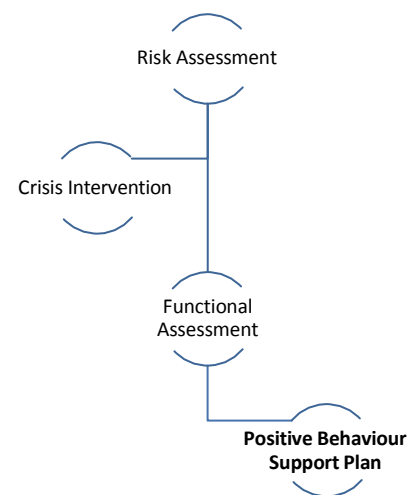 Risk Assessment
Crisis Intervention
Functional
Assessment
Positive Behaviour
Support Plan